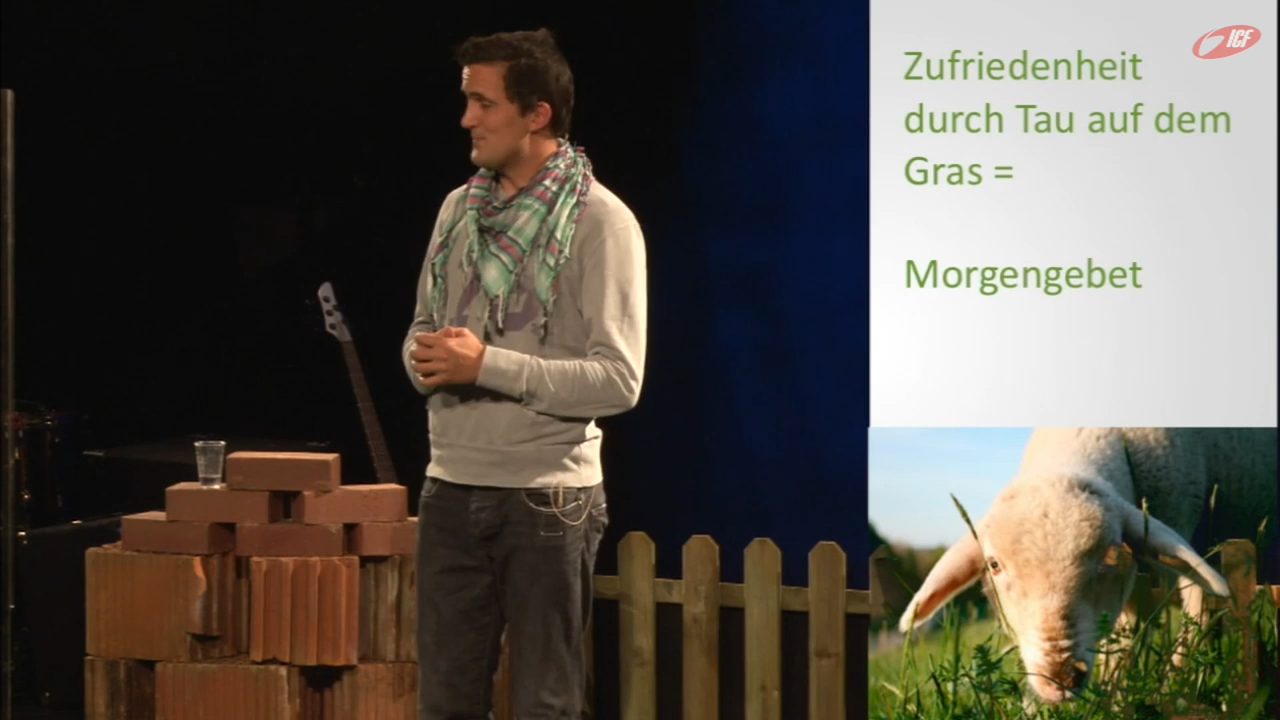 ICF
Zufriedenheit
durch Tau auf dem
Gras =
Morgengebet